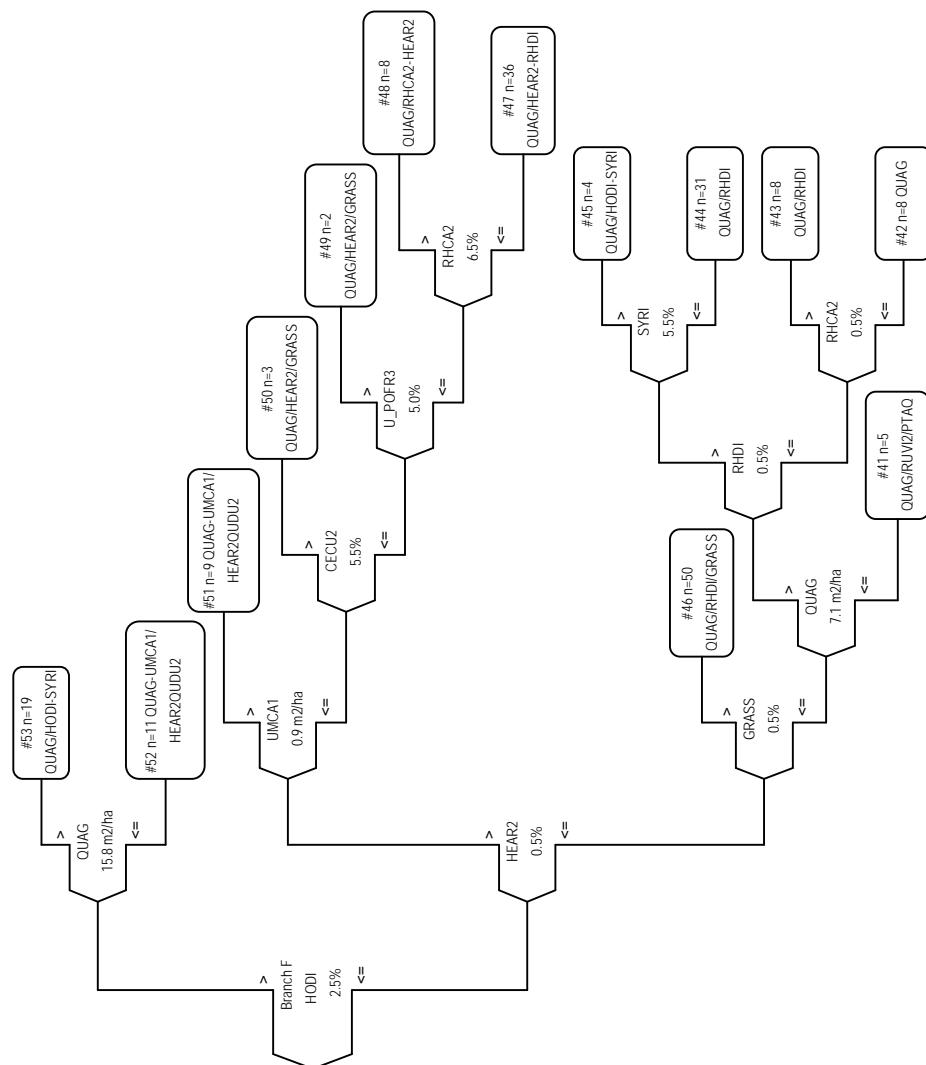 Branch F
HODI
2.5%
>
<=
QUAG
15.8 m2/ha
>
<=
#53 n=19
QUAG/HODI-SYRI
#52 n=11 QUAG-UMCA1/
HEAR2QUDU2
HEAR2
0.5%
>
<=
UMCA1
0.9 m2/ha
>
<=
#51 n=9 QUAG-UMCA1/
HEAR2QUDU2
CECU2
5.5%
>
<=
#50 n=3
QUAG/HEAR2/GRASS
U_POFR3
5.0%
>
<=
#49 n=2
QUAG/HEAR2/GRASS
RHCA2
6.5%
>
<=
#48 n=8
QUAG/RHCA2-HEAR2
#47 n=36
QUAG/HEAR2-RHDI
GRASS
0.5%
>
<=
#46 n=50
QUAG/RHDI/GRASS
QUAG
7.1 m2/ha
>
<=
RHDI
0.5%
>
<=
SYRI
5.5%
>
<=
#45 n=4
QUAG/HODI-SYRI
#44 n=31
QUAG/RHDI
RHCA2
0.5%
>
<=
#43 n=8
QUAG/RHDI
#42 n=8 QUAG
#41 n=5
QUAG/RUVI2/PTAQ